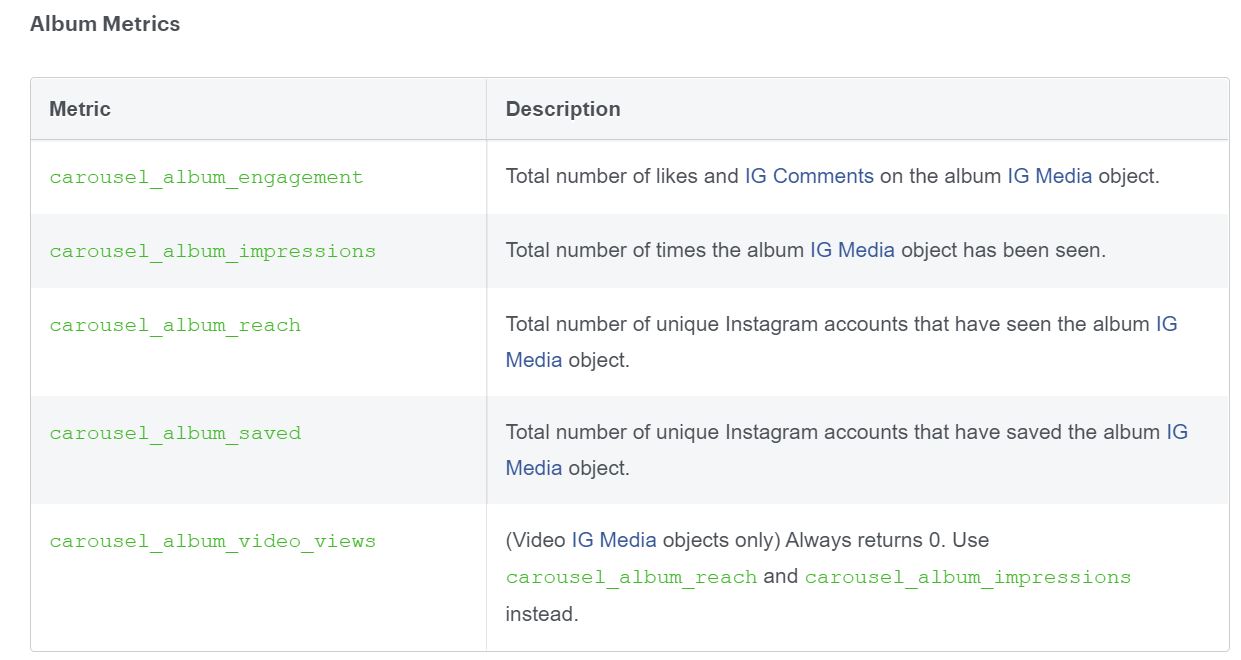 Album Metrics
Metric
Description
carousel_album_engagement
Total number of likes and IG Comments on the album IG Media object.
carousel_album_impressions
Total number of times the album IG Media object has been seen.
carousel_album_reach
Total number of unique Instagram accounts that have seen the album IG
Media object.
carousel_album_saved
Total number of unique Instagram accounts that have saved the album IG
Media object.
carousel_album_video_views
(Video IG Media objects only) Always returns 0. Use
carousel_album_reach and carousel_album_impressions
instead.